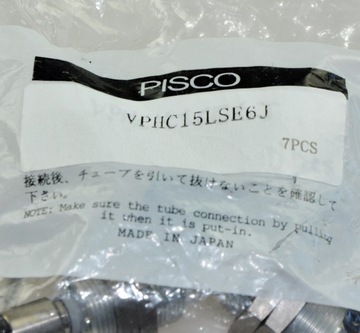 PISCO
VPHC15LSE6J
7PCS
接続後、チューブを引いて抜けないことを確認して
下さい。
NOTE: Make sure the tube connection by pulling
it when it is put-in.
MADE IN JAPAN